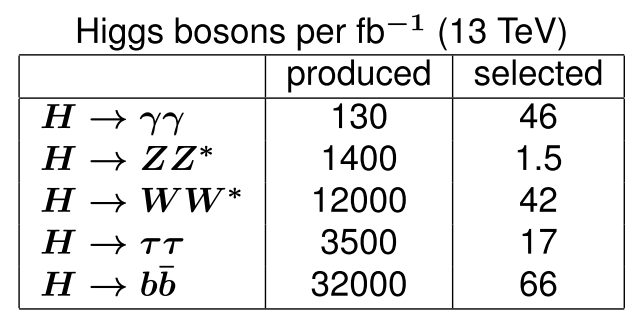 Higgs bosons per fb⁻¹ (13 TeV)
produced selected
H → γγ 130 46
H → ZZ* 1400 1.5
H → WW* 12000 42
H → ττ 3500 17
H → bb̄ 32000 66